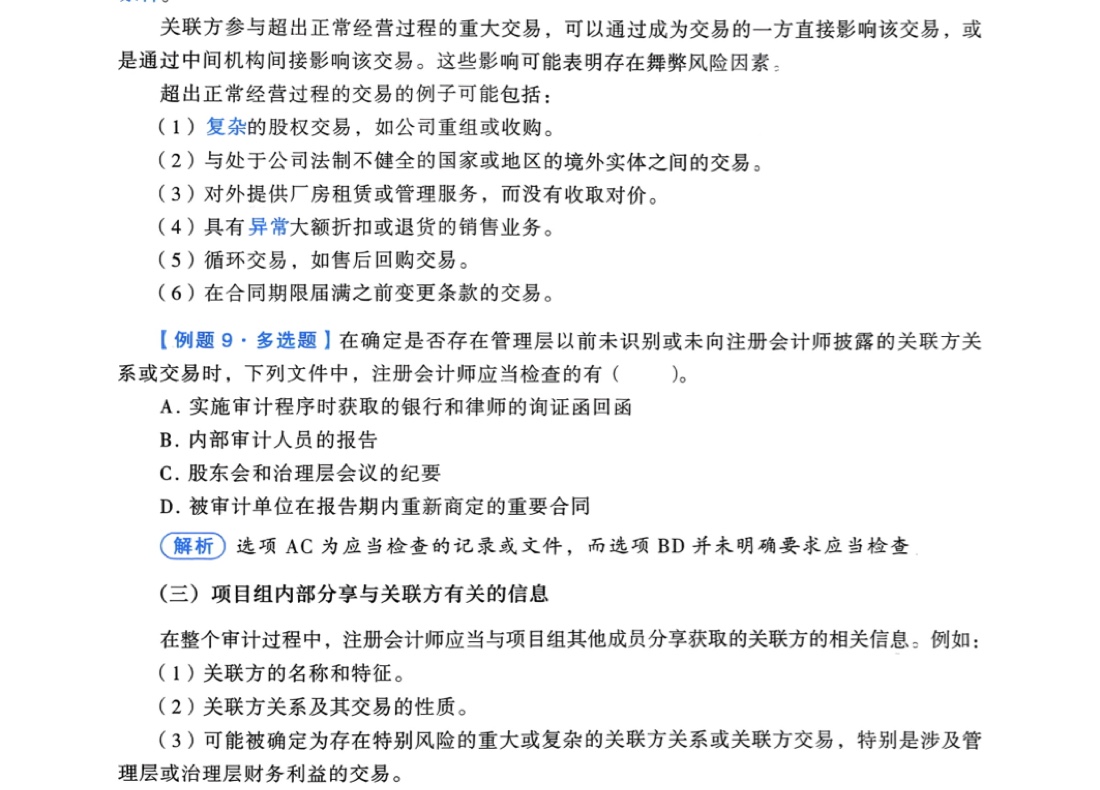 关联方参与超出正常经营过程的重大交易，可以通过成为交易的一方直接影响该交易，或
是通过中间机构间接影响该交易。这些影响可能表明存在舞弊风险因素。
超出正常经营过程的交易的例子可能包括：
（1）复杂的股权交易，如公司重组或收购。
（2）与处于公司法制不健全的国家或地区的境外实体之间的交易。
（3）对外提供厂房租赁或管理服务，而没有收取对价。
（4）具有异常大额折扣或退货的销售业务。
（5）循环交易，如售后回购交易。
（6）在合同期限届满之前变更条款的交易。
【例题9·多选题】在确定是否存在管理层以前未识别或未向注册会计师披露的关联方关
系或交易时，下列文件中，注册会计师应当检查的有（　　）。
A. 实施审计程序时获取的银行和律师的询证函回函
B. 内部审计人员的报告
C. 股东会和治理层会议的纪要
D. 被审计单位在报告期内重新商定的重要合同
解析 选项 AC 为应当检查的记录或文件，而选项 BD 并未明确要求应当检查
（三）项目组内部分享与关联方有关的信息
在整个审计过程中，注册会计师应当与项目组其他成员分享获取的关联方的相关信息。例如：
（1）关联方的名称和特征。
（2）关联方关系及其交易的性质。
（3）可能被确定为存在特别风险的重大或复杂的关联方关系或关联方交易，特别是涉及管
理层或治理层财务利益的交易。